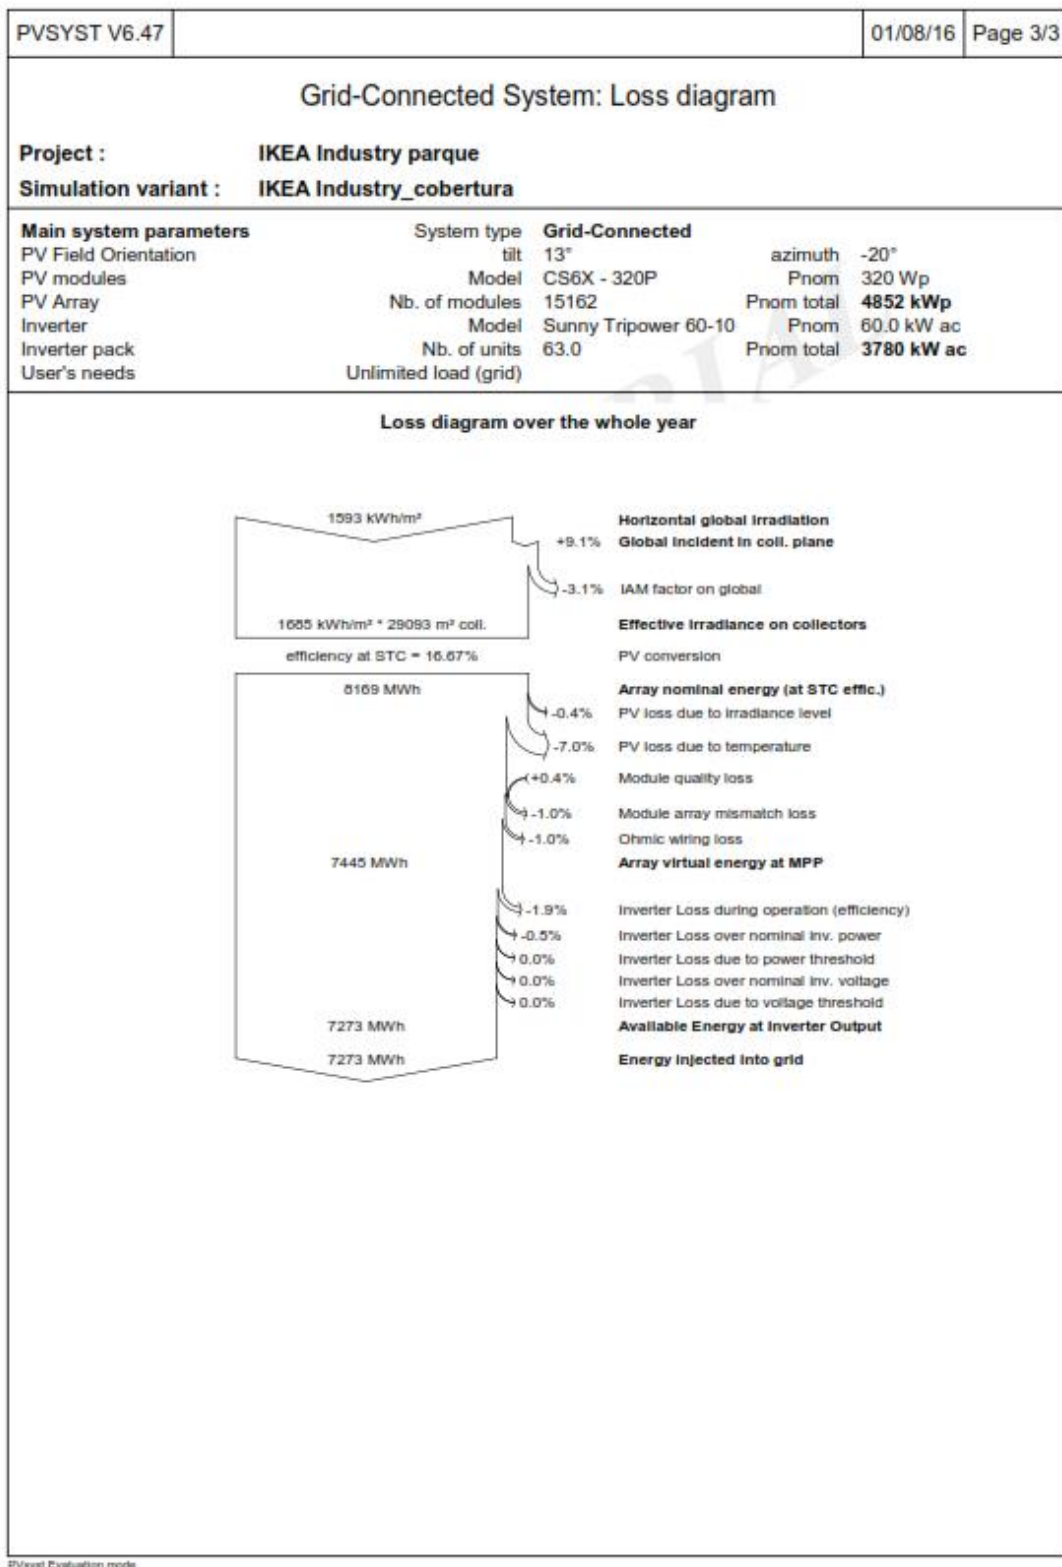 PVSYST V6.47 01/08/16 Page 3/3
Grid-Connected System: Loss diagram
Project : IKEA Industry parque
Simulation variant : IKEA Industry_cobertura
Main system parameters System type Grid-Connected
PV Field Orientation tilt 13° azimuth -20°
PV modules Model CS6X - 320P Pnom 320 Wp
PV Array Nb. of modules 15162 Pnom total 4852 kWp
Inverter Model Sunny Tripower 60-10 Pnom 60.0 kW ac
Inverter pack Nb. of units 63.0 Pnom total 3780 kW ac
User's needs Unlimited load (grid)
Loss diagram over the whole year
1593 kWh/m² Horizontal global irradiation
+9.1% Global incident in coll. plane
-3.1% IAM factor on global
1685 kWh/m² * 29093 m² coll. Effective irradiance on collectors
efficiency at STC = 16.67% PV conversion
8169 MWh Array nominal energy (at STC effic.)
-0.4% PV loss due to irradiance level
-7.0% PV loss due to temperature
+0.4% Module quality loss
-1.0% Module array mismatch loss
-1.0% Ohmic wiring loss
7445 MWh Array virtual energy at MPP
-1.9% Inverter Loss during operation (efficiency)
-0.5% Inverter Loss over nominal inv. power
0.0% Inverter Loss due to power threshold
0.0% Inverter Loss over nominal inv. voltage
0.0% Inverter Loss due to voltage threshold
7273 MWh Available Energy at Inverter Output
7273 MWh Energy injected into grid
PVsyst Evaluation mode